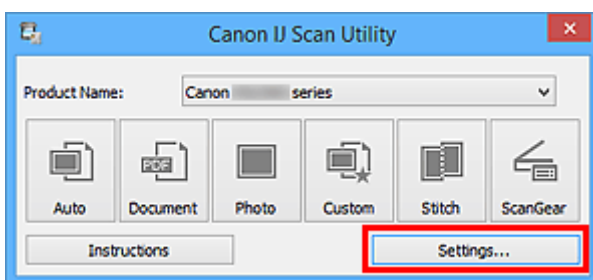 Canon IJ Scan Utility
Product Name: Canon series
PDF
Auto Document Photo Custom Stitch ScanGear
Instructions Settings...